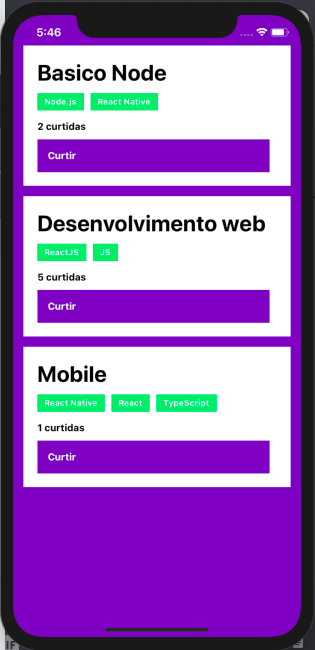 5:46
Basico Node
Node.js React Native
2 curtidas
Curtir
Desenvolvimento web
ReactJS JS
5 curtidas
Curtir
Mobile
React Native React TypeScript
1 curtidas
Curtir